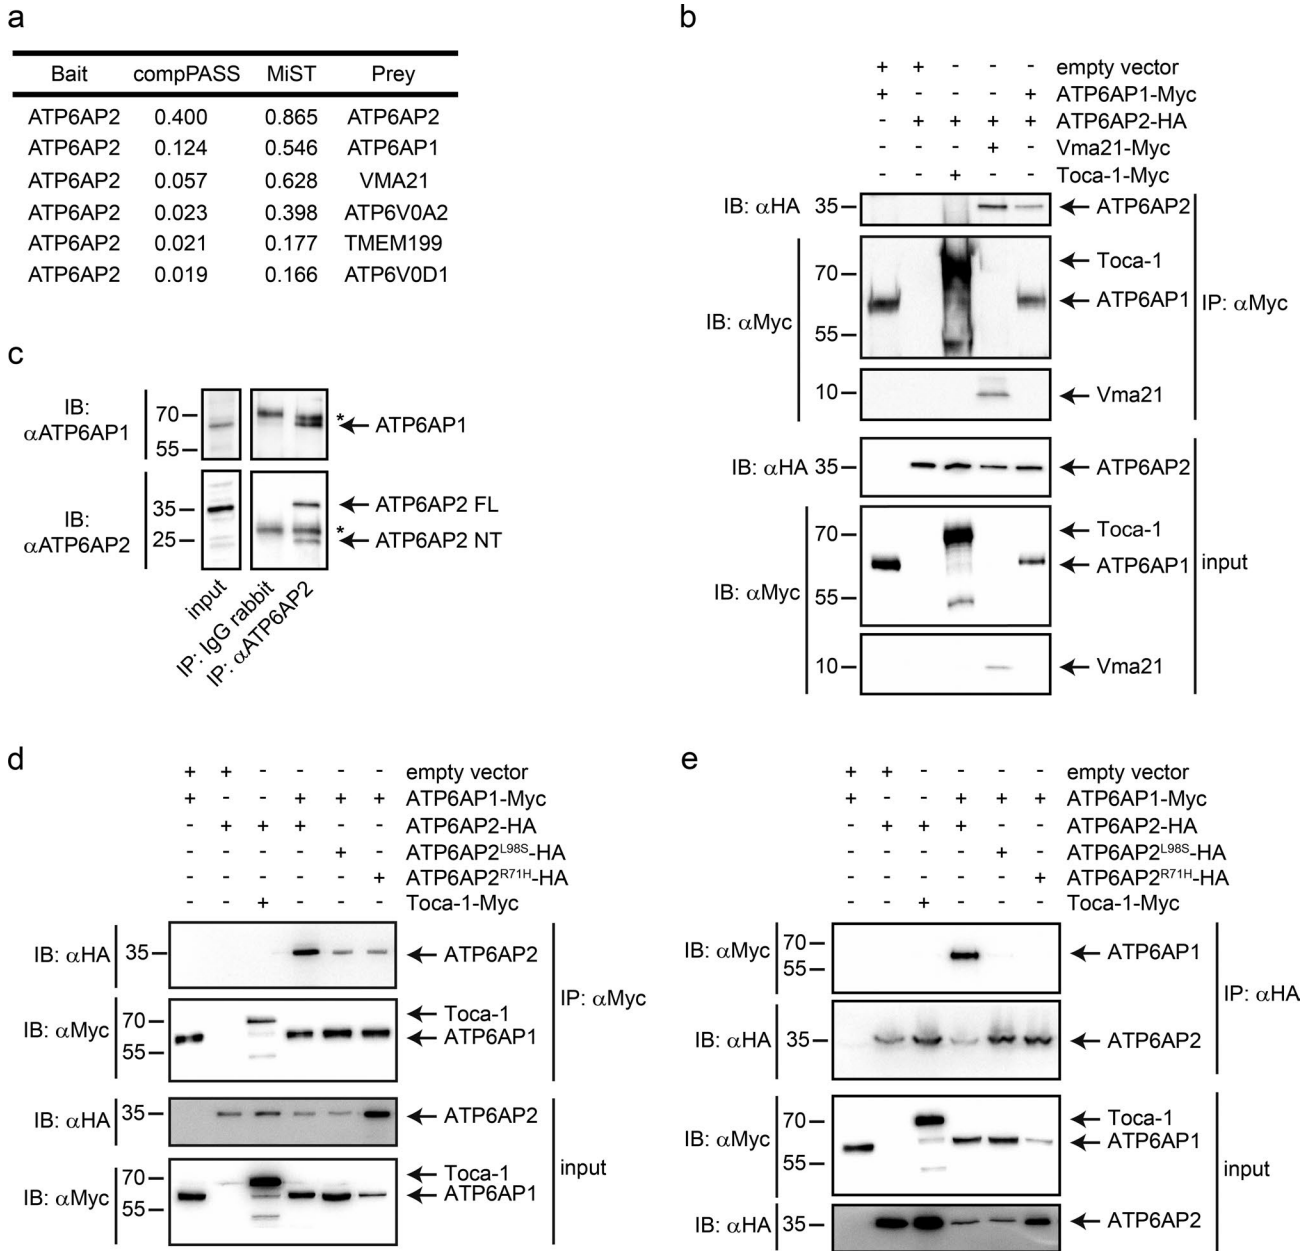 a
Bait compPASS MiST Prey
ATP6AP2 0.400 0.865 ATP6AP2
ATP6AP2 0.124 0.546 ATP6AP1
ATP6AP2 0.057 0.628 VMA21
ATP6AP2 0.023 0.398 ATP6V0A2
ATP6AP2 0.021 0.177 TMEM199
ATP6AP2 0.019 0.166 ATP6V0D1
b
+ + - - - empty vector
+ - - - + ATP6AP1-Myc
- + + + + ATP6AP2-HA
- - - + - Vma21-Myc
- - + - - Toca-1-Myc
IB: αHA 35 ATP6AP2
Toca-1
70
ATP6AP1
IP: αMyc
IB: αMyc
55
10 Vma21
IB: αHA 35 ATP6AP2
70 Toca-1
ATP6AP1
input
IB: αMyc
55
10 Vma21
c
IB:
αATP6AP1
70
55
*
ATP6AP1
IB:
αATP6AP2
35
25
ATP6AP2 FL
*
ATP6AP2 NT
input
IP: IgG rabbit
IP: αATP6AP2
d
+ + - - - - empty vector
+ - - + + + ATP6AP1-Myc
- + + + - - ATP6AP2-HA
- - - - + - ATP6AP2L98S-HA
- - - - - + ATP6AP2R71H-HA
- - + - - - Toca-1-Myc
IB: αHA 35 ATP6AP2
IP: αMyc
IB: αMyc
70
55
Toca-1
ATP6AP1
IB: αHA 35 ATP6AP2
input
IB: αMyc
70
55
Toca-1
ATP6AP1
e
+ + - - - - empty vector
+ - - + + + ATP6AP1-Myc
- + + + - - ATP6AP2-HA
- - - - + - ATP6AP2L98S-HA
- - - - - + ATP6AP2R71H-HA
- - + - - - Toca-1-Myc
IB: αMyc
70
55
ATP6AP1
IP: αHA
IB: αHA 35 ATP6AP2
IB: αMyc
70
55
Toca-1
ATP6AP1
input
IB: αHA 35 ATP6AP2